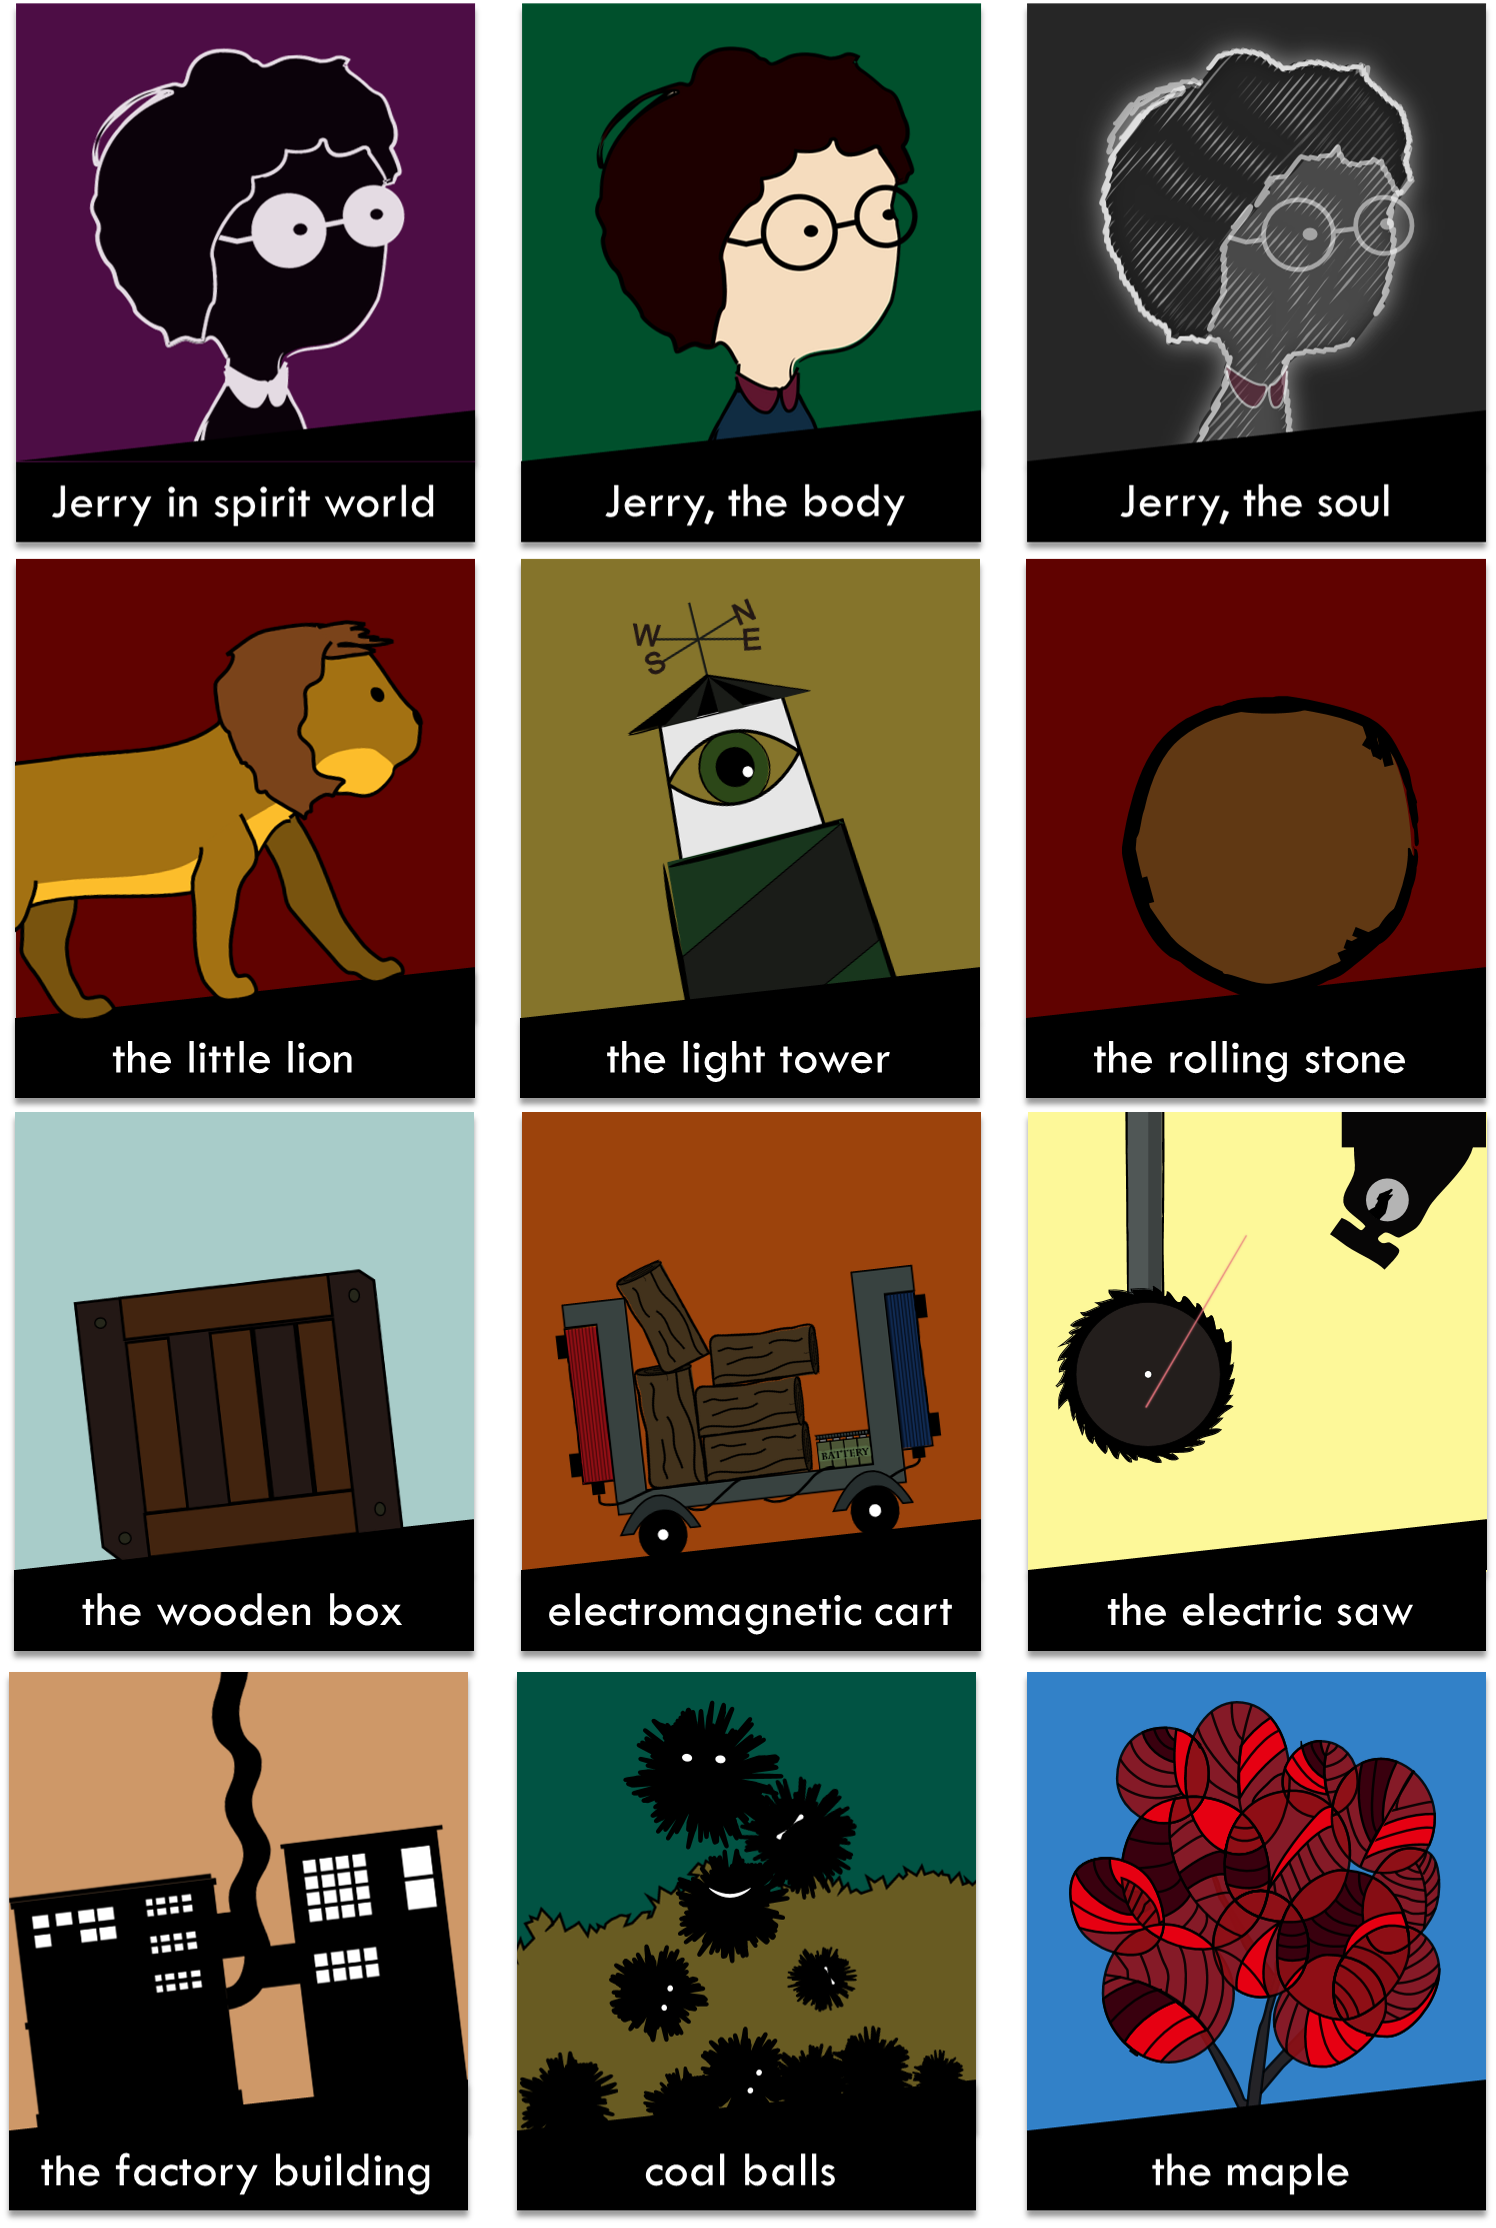 Jerry in spirit world
Jerry, the body
Jerry, the soul
N
W
E
S
the little lion
the light tower
the rolling stone
BATTERY
the wooden box
electromagnetic cart
the electric saw
the factory building
coal balls
the maple